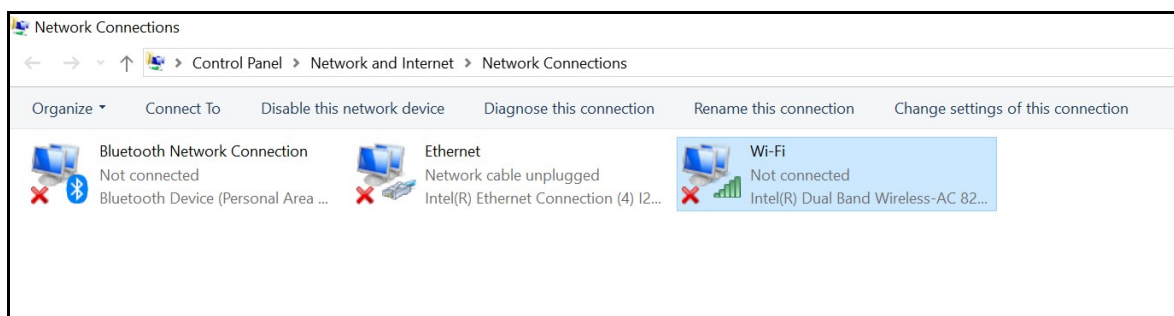 Network Connections
Control Panel > Network and Internet > Network Connections
Organize Connect To Disable this network device Diagnose this connection Rename this connection Change settings of this connection
Bluetooth Network Connection
Not connected
Bluetooth Device (Personal Area ...
Ethernet
Network cable unplugged
Intel(R) Ethernet Connection (4) I2...
Wi-Fi
Not connected
Intel(R) Dual Band Wireless-AC 82...